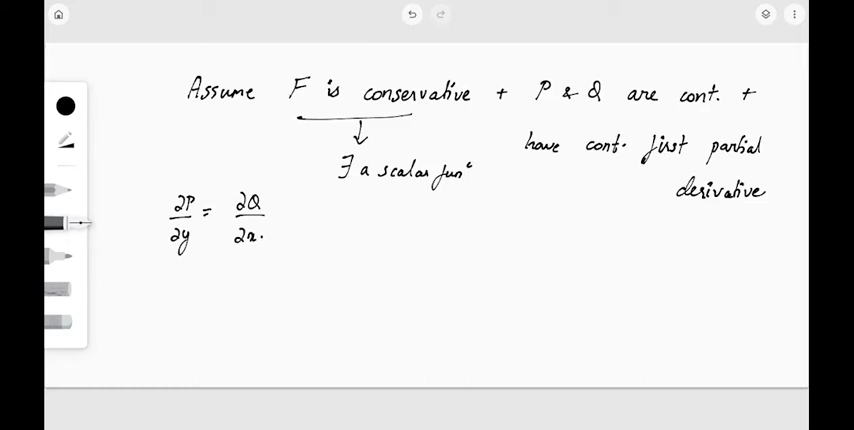 Assume F is conservative + P & Q are cont. +
have cont. first partial
derivative
∃ a scalar funᶜ
∂P/∂y = ∂Q/∂x.